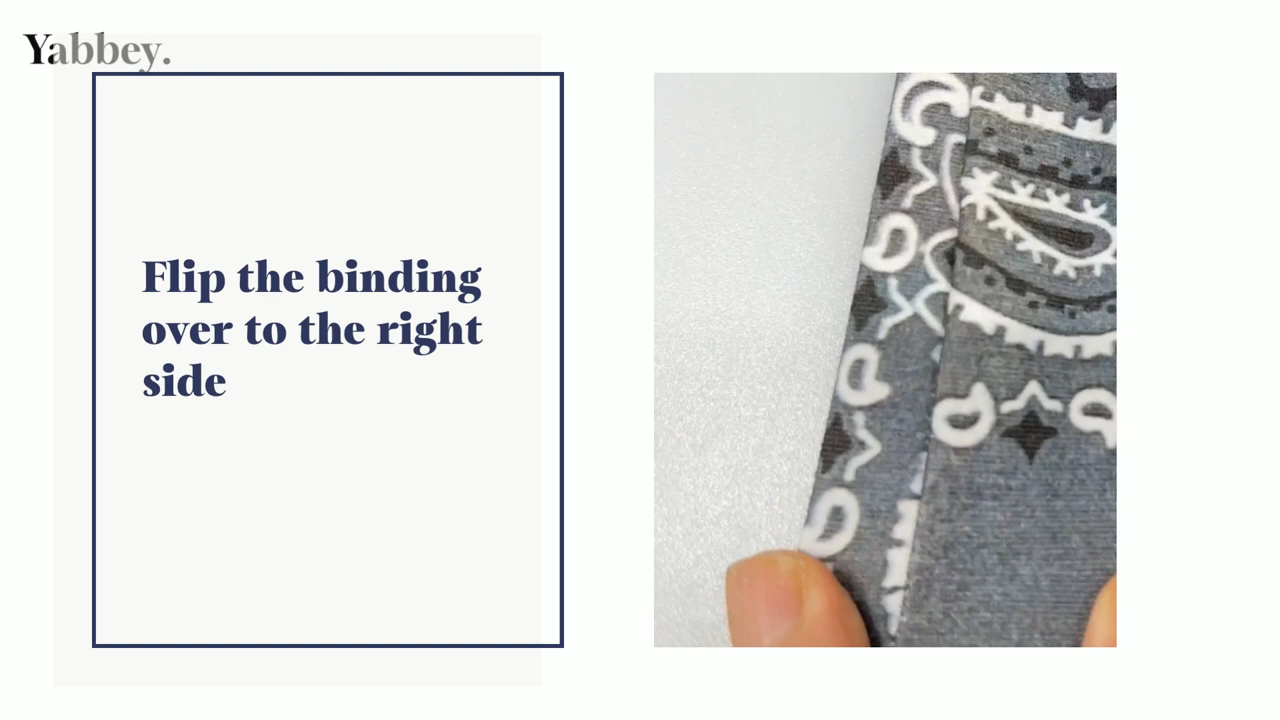 Yabbey.
Flip the binding
over to the right
side